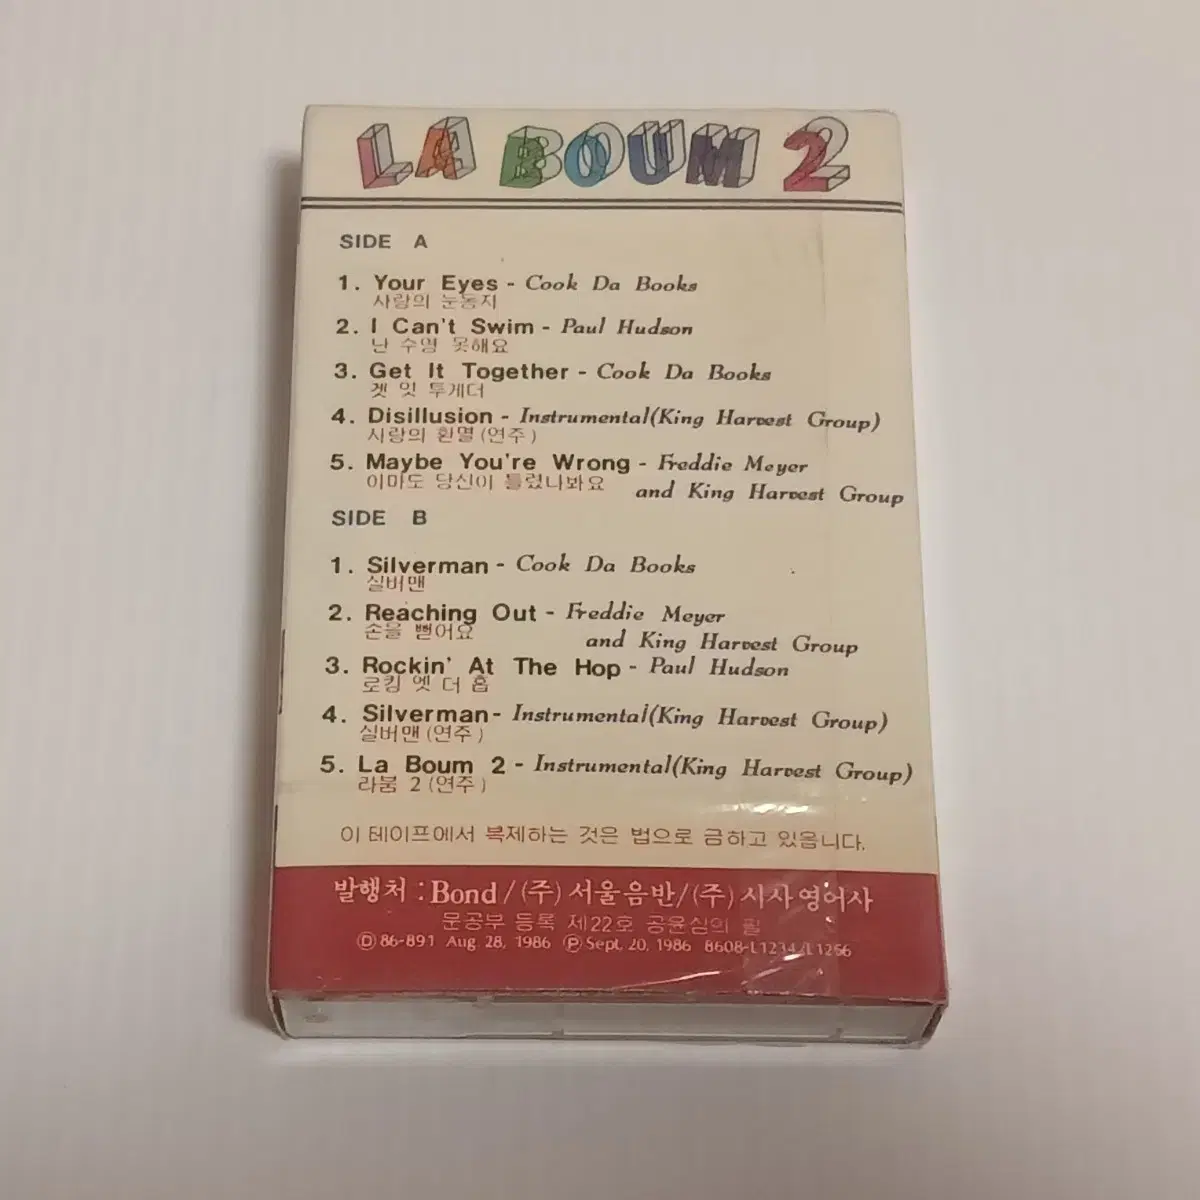 LA BOUM 2
SIDE A
1. Your Eyes - Cook Da Books
사랑의 눈동지
2. I Can't Swim - Paul Hudson
난 수영 못해요
3. Get It Together - Cook Da Books
겟 잇 투게더
4. Disillusion - Instrumental(King Harvest Group)
사랑의 환멸(연주)
5. Maybe You're Wrong - Freddie Meyer
이마도 당신이 틀렸나봐요 and King Harvest Group
SIDE B
1. Silverman - Cook Da Books
실버맨
2. Reaching Out - Freddie Meyer
손을 뻗어요 and King Harvest Group
3. Rockin' At The Hop - Paul Hudson
로킹 엣 더 홉
4. Silverman- Instrumental(King Harvest Group)
실버맨(연주)
5. La Boum 2 - Instrumental(King Harvest Group)
라붐 2(연주)
이 테이프에서 복제하는 것은 법으로 금하고 있읍니다.
발행처 : Bond/(주) 서울음반/(주) 시사영어사
문공부 등록 제22호 공윤심의 필
Ⓓ86-891 Aug 28, 1986 Ⓟ Sept. 20, 1986 8608-L1234/L1266